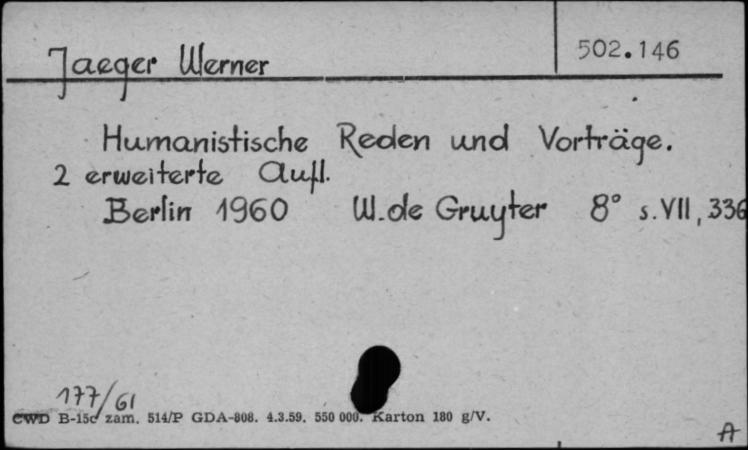 Jaeger Werner 502.146
Humanistische Reden und Vorträge.
2 erweiterte Aufl.
Berlin 1960 W. de Gruyter 8° s. VII, 336
177/61
CWD B-15c zam. 514/P GDA-808. 4.3.59. 550 000. Karton 180 g/V.
A